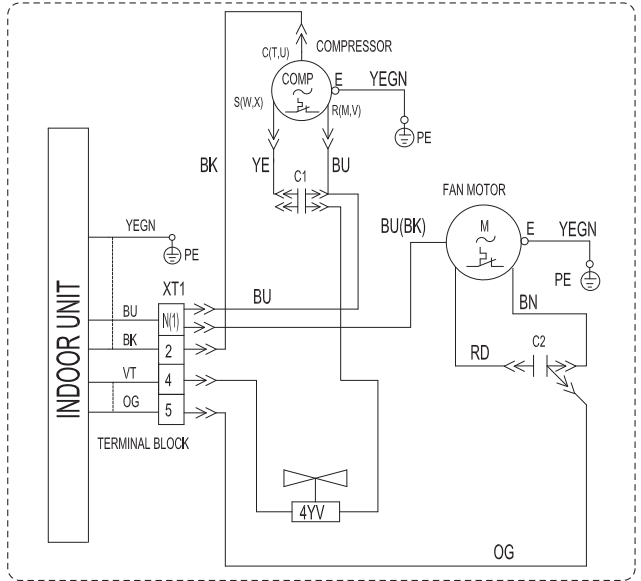 C(T,U)
COMPRESSOR
COMP
E
YEGN
S(W,X)
R(M,V)
PE
BK
YE
BU
C1
FAN MOTOR
BU(BK)
M
E
YEGN
YEGN
PE
PE
XT1
BU
BN
INDOOR UNIT
BU
N(1)
BK
2
RD
C2
VT
4
OG
5
TERMINAL BLOCK
4YV
OG